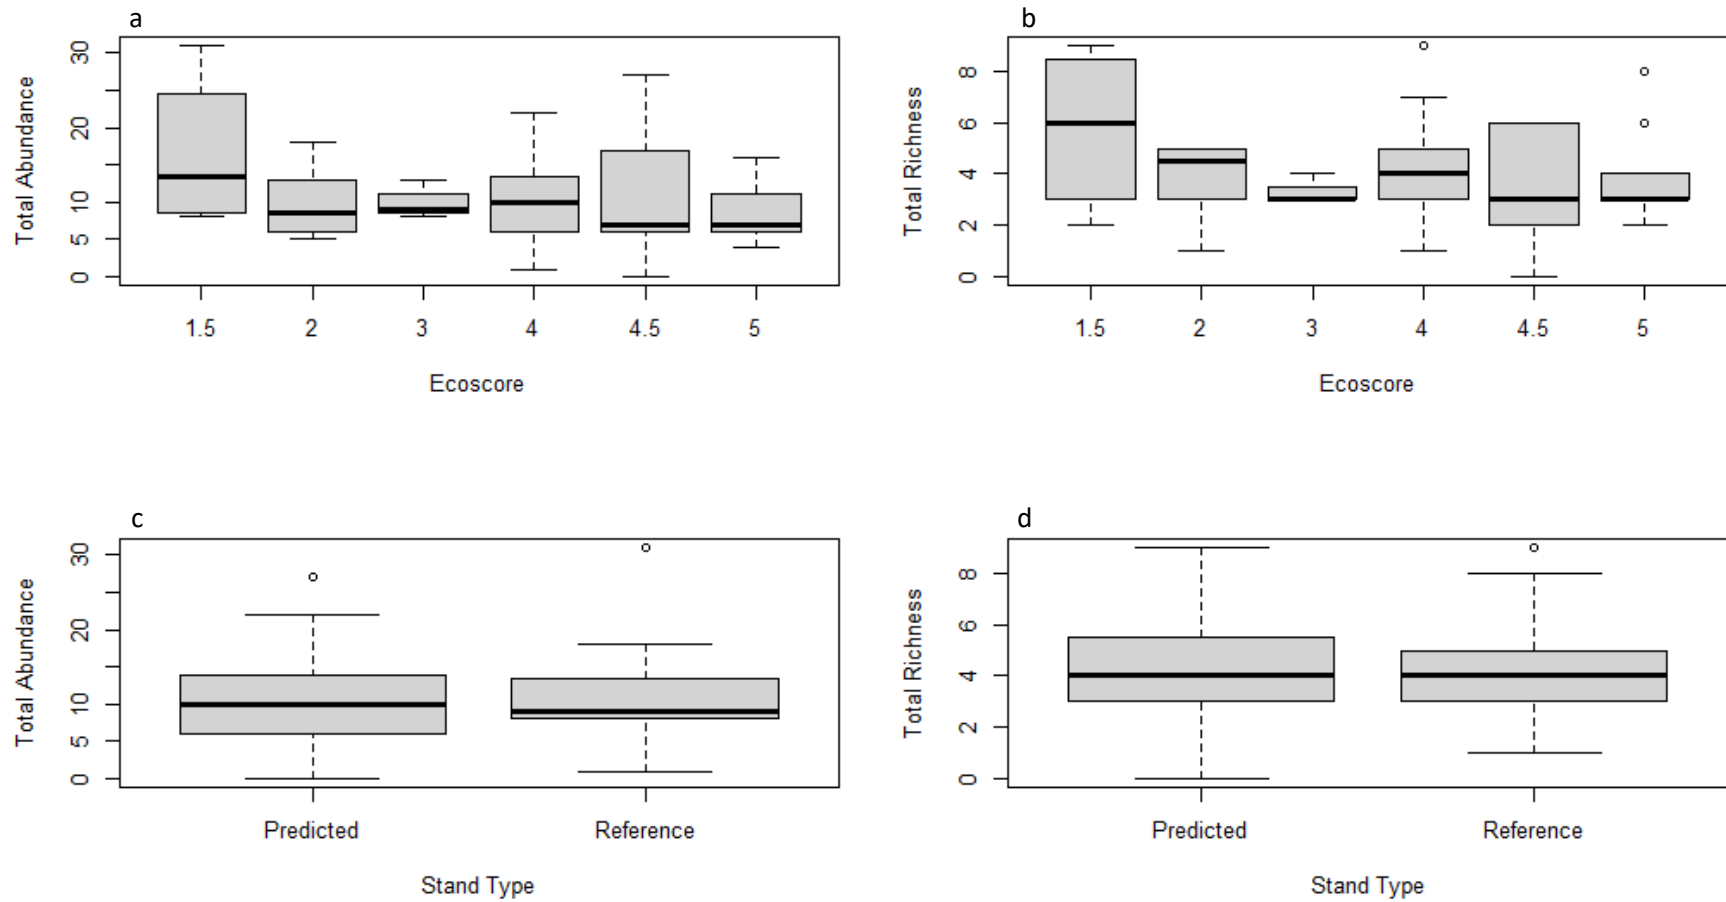 a
Total Abundance
30
20
10
5
0
1.5 2 3 4 4.5 5
Ecoscore
b
Total Richness
8
6
4
2
0
1.5 2 3 4 4.5 5
Ecoscore
c
Total Abundance
30
20
10
5
0
Predicted Reference
Stand Type
d
Total Richness
8
6
4
2
0
Predicted Reference
Stand Type